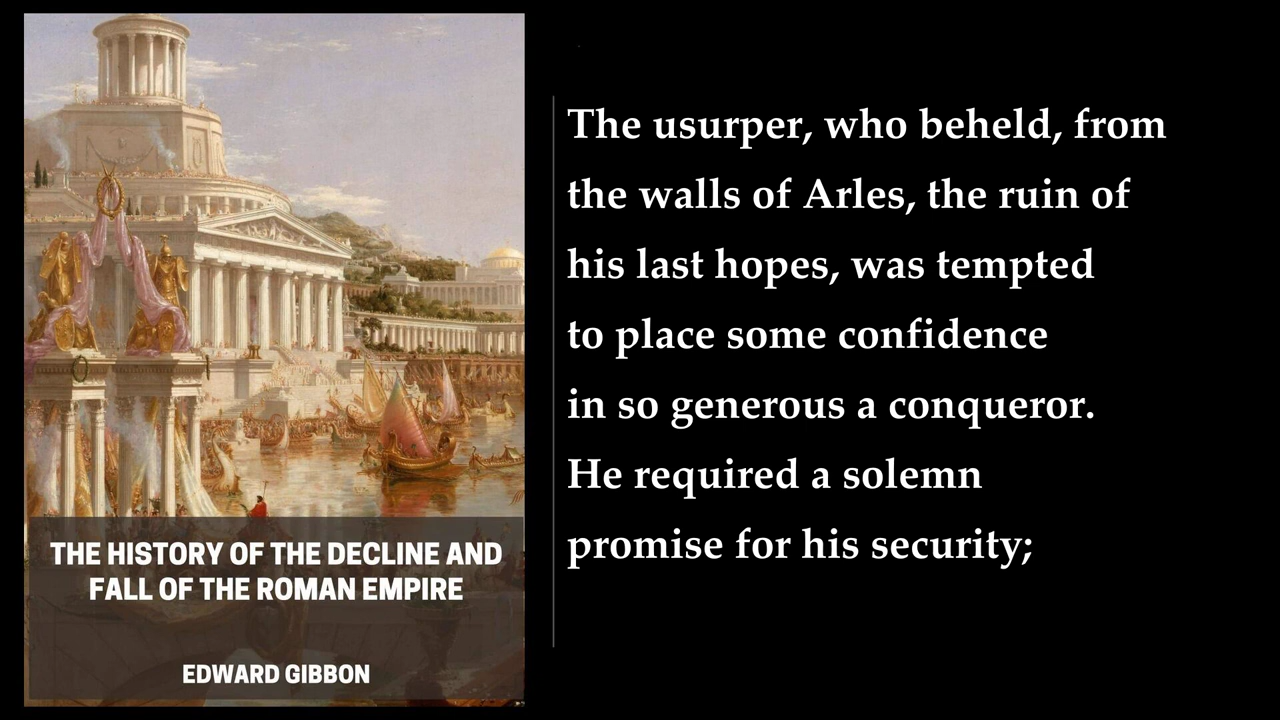 THE HISTORY OF THE DECLINE AND
FALL OF THE ROMAN EMPIRE
EDWARD GIBBON
The usurper, who beheld, from
the walls of Arles, the ruin of
his last hopes, was tempted
to place some confidence
in so generous a conqueror.
He required a solemn
promise for his security;